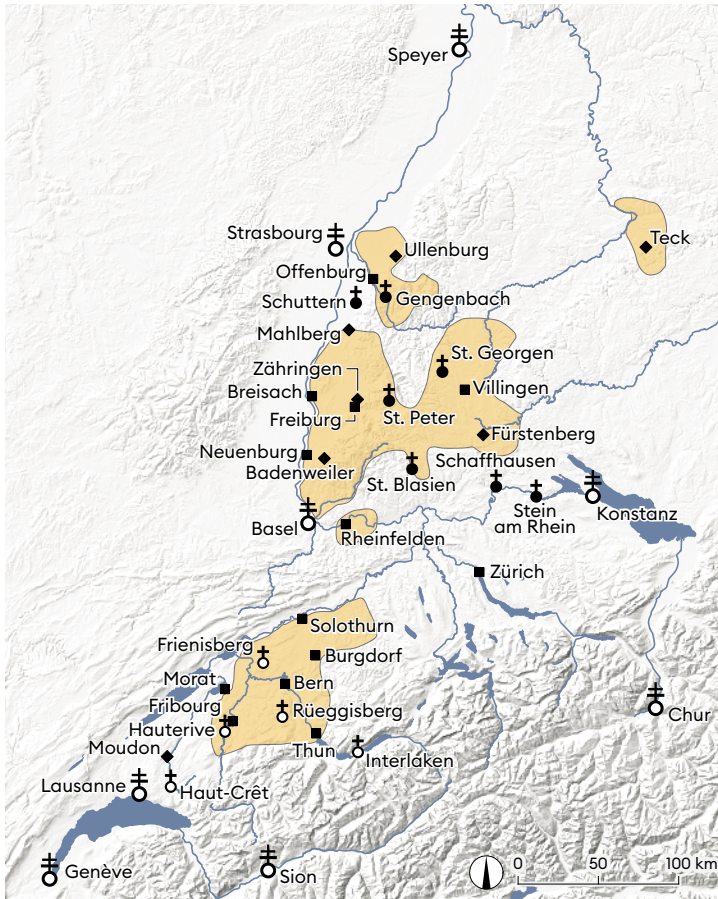 Speyer
Strasbourg
Teck
Ullenburg
Offenburg
Schuttern
Gengenbach
Mahlberg
St. Georgen
Zähringen
Breisach
Villingen
Freiburg
St. Peter
Fürstenberg
Neuenburg
Badenweiler
Schaffhausen
St. Blasien
Stein
am Rhein
Konstanz
Basel
Rheinfelden
Zürich
Solothurn
Frienisberg
Burgdorf
Morat
Bern
Fribourg
Rüeggisberg
Hauterive
Chur
Moudon
Thun
Interlaken
Lausanne
Haut-Crêt
Genève
Sion
0 50 100 km